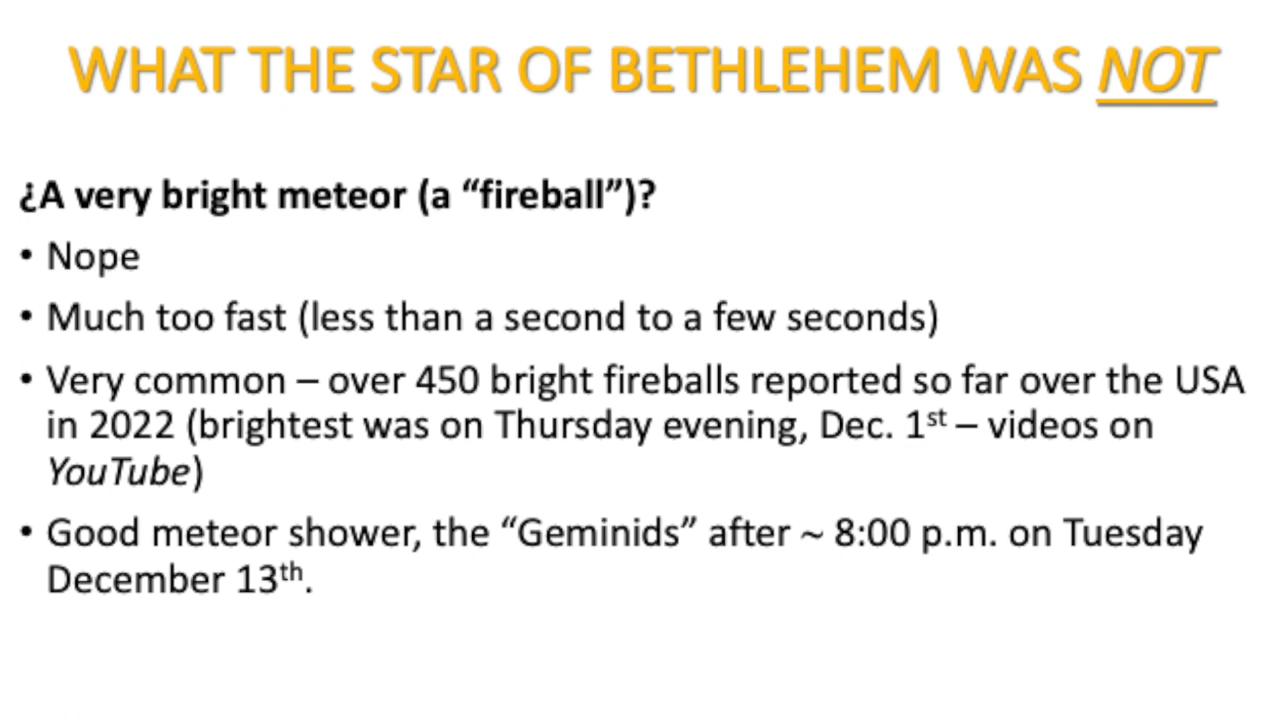 WHAT THE STAR OF BETHLEHEM WAS NOT
¿A very bright meteor (a “fireball”)?
• Nope
• Much too fast (less than a second to a few seconds)
• Very common – over 450 bright fireballs reported so far over the USA
in 2022 (brightest was on Thursday evening, Dec. 1st – videos on
YouTube)
• Good meteor shower, the “Geminids” after ~ 8:00 p.m. on Tuesday
December 13th.